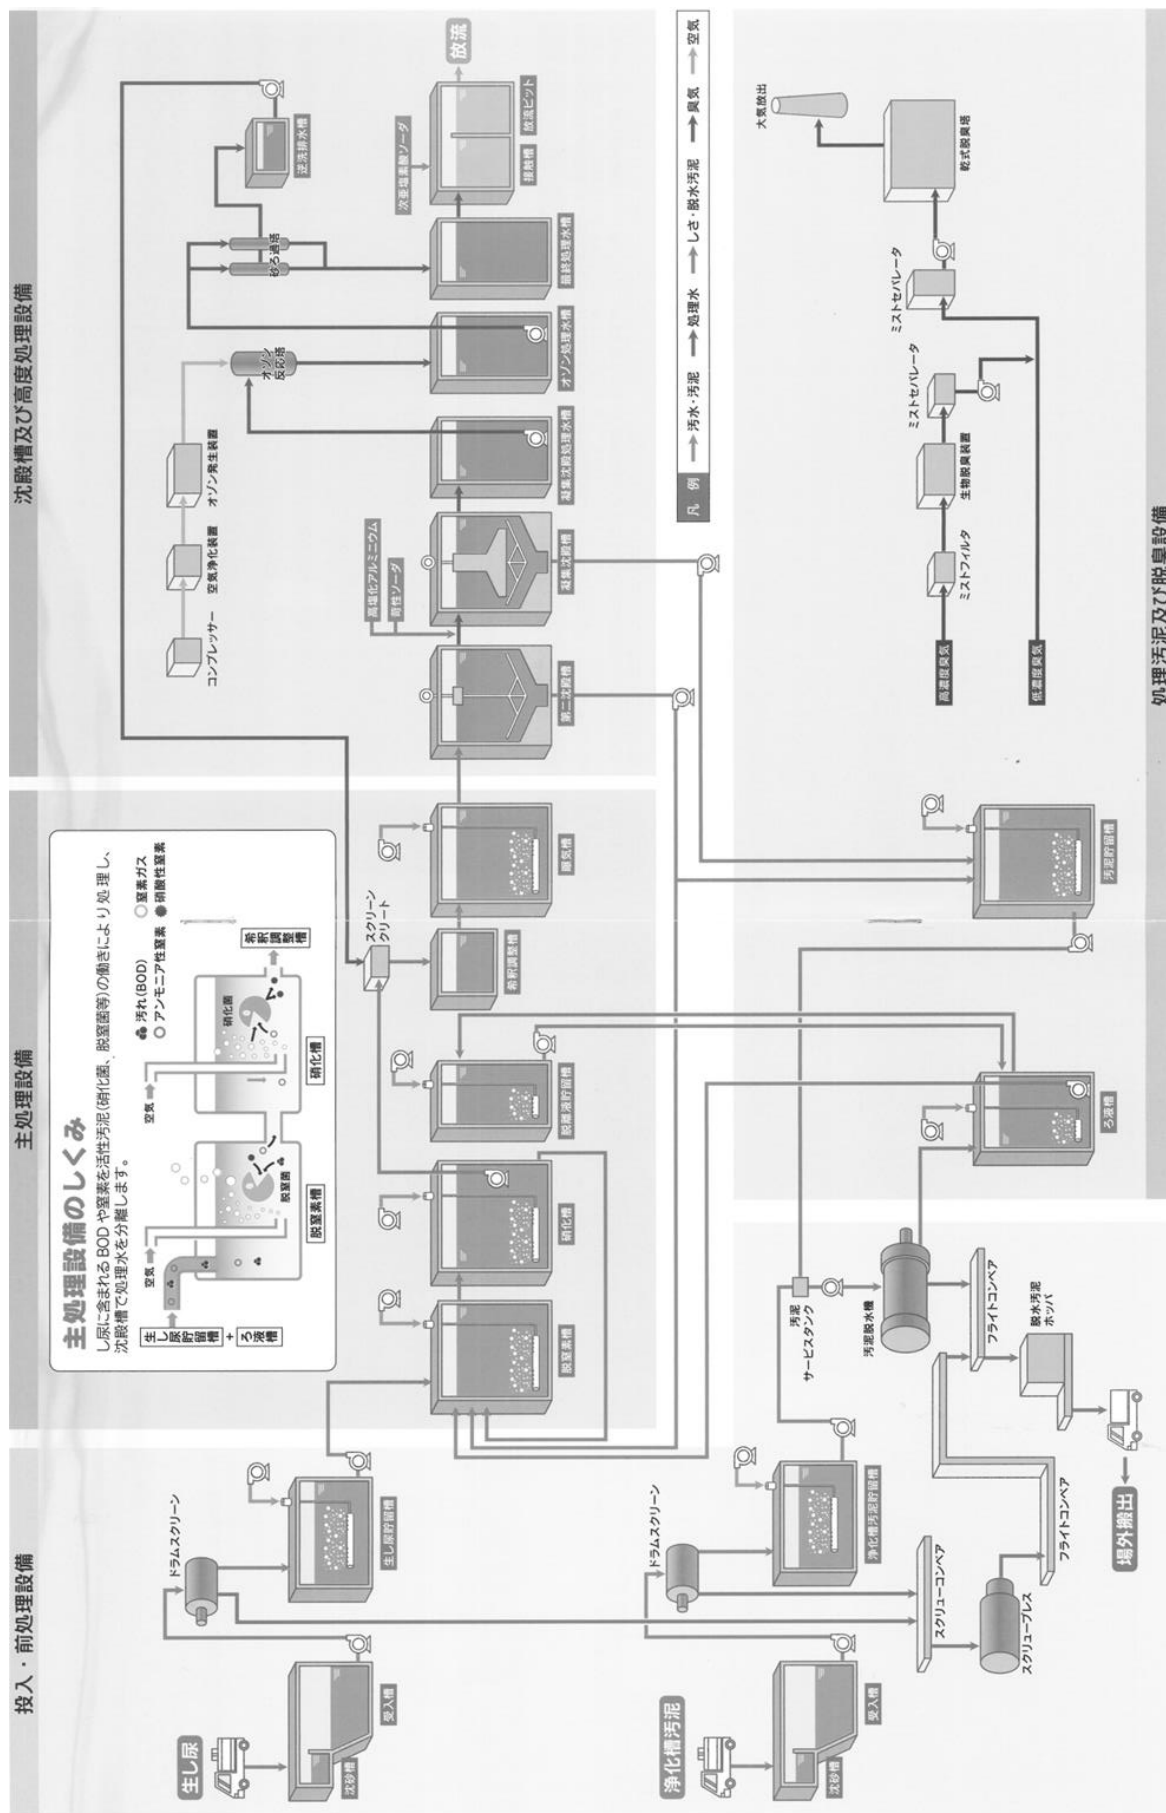 投入・前処理設備
主処理設備
沈殿槽及び高度処理設備
生し尿
沈砂槽
受入槽
ドラムスクリーン
生し尿貯留槽
主処理設備のしくみ
し尿に含まれるBODや窒素を活性汚泥(硝化菌、脱窒菌等)の働きにより処理し、
沈殿槽で処理水を分離します。
生し尿貯留槽
+
ろ液槽
空気
脱窒菌
脱窒素槽
空気
硝化菌
硝化槽
希釈調整槽
汚れ(BOD)
窒素ガス
アンモニア性窒素
硝酸性窒素
脱窒素槽
硝化槽
脱離液貯留槽
スクリーン
クリート
希釈調整槽
曝気槽
第二沈殿槽
高塩化アルミニウム
苛性ソーダ
凝集沈殿槽
凝集沈殿処理水槽
コンプレッサー
空気浄化装置
オゾン発生装置
オゾン
反応塔
オゾン処理水槽
砂ろ過塔
逆洗排水槽
最終処理水槽
次亜塩素酸ソーダ
接触槽
放流ピット
放流
凡例
汚水・汚泥
処理水
しさ・脱水汚泥
臭気
空気
浄化槽汚泥
沈砂槽
受入槽
ドラムスクリーン
浄化槽汚泥貯留槽
スクリューコンベア
スクリュープレス
フライトコンベア
汚泥
サービスタンク
汚泥脱水機
フライトコンベア
脱水汚泥
ホッパ
場外搬出
ろ液槽
汚泥貯留槽
高濃度臭気
低濃度臭気
ミストフィルタ
生物脱臭装置
ミストセパレータ
ミストセパレータ
乾式脱臭塔
大気放出
処理汚泥及び脱臭設備